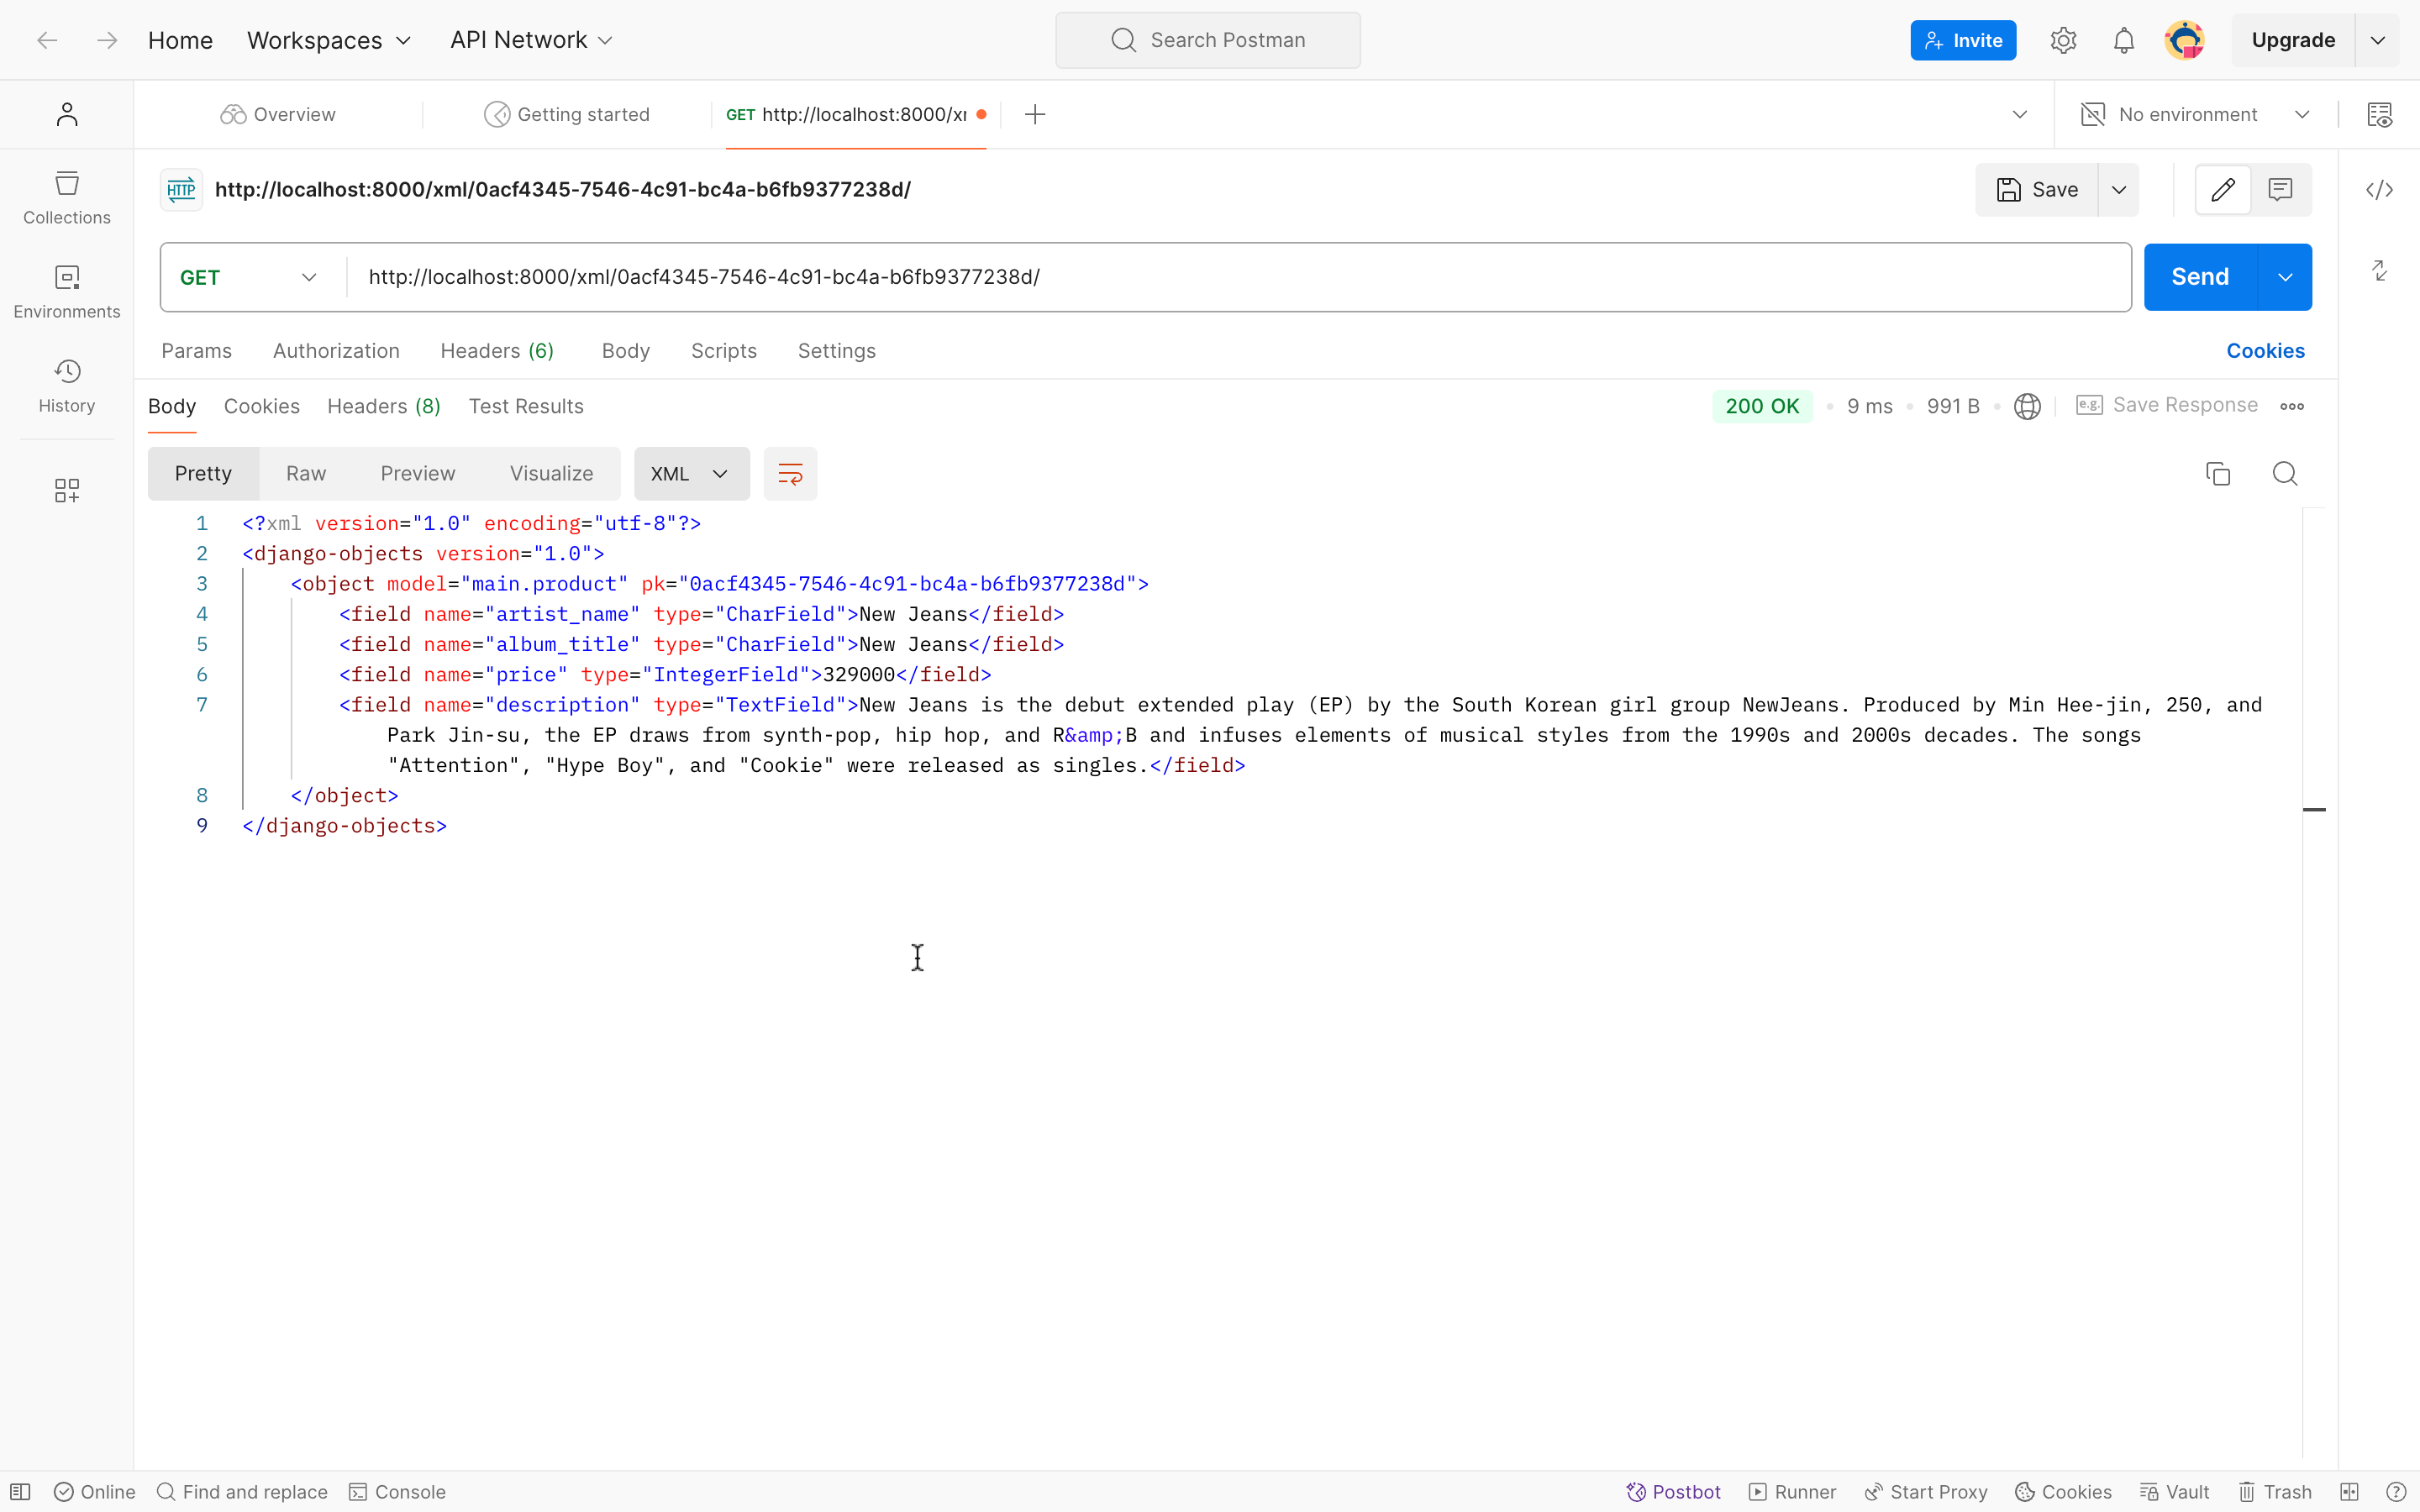 Home Workspaces API Network Search Postman Invite Upgrade
Overview Getting started GET http://localhost:8000/xr No environment
HTTP http://localhost:8000/xml/0acf4345-7546-4c91-bc4a-b6fb9377238d/ Save
Collections
GET http://localhost:8000/xml/0acf4345-7546-4c91-bc4a-b6fb9377238d/ Send
Environments
Params Authorization Headers (6) Body Scripts Settings Cookies
History
Body Cookies Headers (8) Test Results 200 OK 9 ms 991 B e.g. Save Response
Pretty Raw Preview Visualize XML
1 <?xml version="1.0" encoding="utf-8"?>
2 <django-objects version="1.0">
3 <object model="main.product" pk="0acf4345-7546-4c91-bc4a-b6fb9377238d">
4 <field name="artist_name" type="CharField">New Jeans</field>
5 <field name="album_title" type="CharField">New Jeans</field>
6 <field name="price" type="IntegerField">329000</field>
7 <field name="description" type="TextField">New Jeans is the debut extended play (EP) by the South Korean girl group NewJeans. Produced by Min Hee-jin, 250, and
Park Jin-su, the EP draws from synth-pop, hip hop, and R&amp;B and infuses elements of musical styles from the 1990s and 2000s decades. The songs
"Attention", "Hype Boy", and "Cookie" were released as singles.</field>
8 </object>
9 </django-objects>
Online Find and replace Console Postbot Runner Start Proxy Cookies Vault Trash